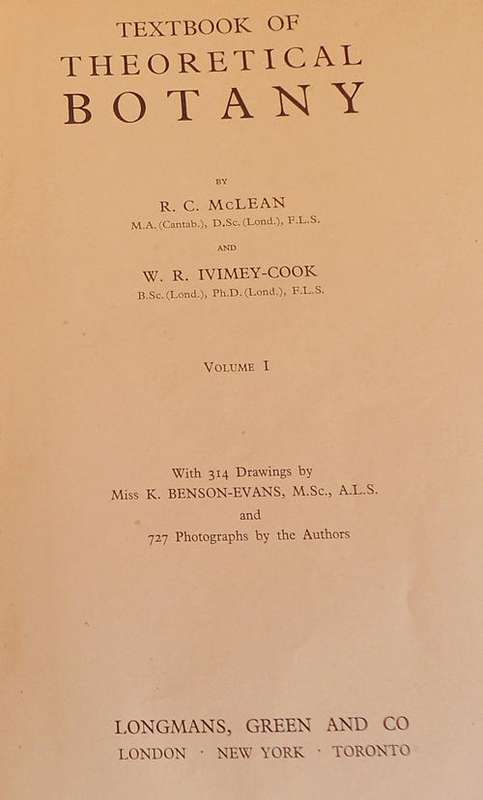 TEXTBOOK OF
THEORETICAL
BOTANY
BY
R. C. McLEAN
M.A. (Cantab.), D.Sc. (Lond.), F.L.S.
AND
W. R. IVIMEY-COOK
B.Sc. (Lond.), Ph.D. (Lond.), F.L.S.
VOLUME I
With 314 Drawings by
Miss K. BENSON-EVANS, M.Sc., A.L.S.
and
727 Photographs by the Authors
LONGMANS, GREEN AND CO
LONDON · NEW YORK · TORONTO